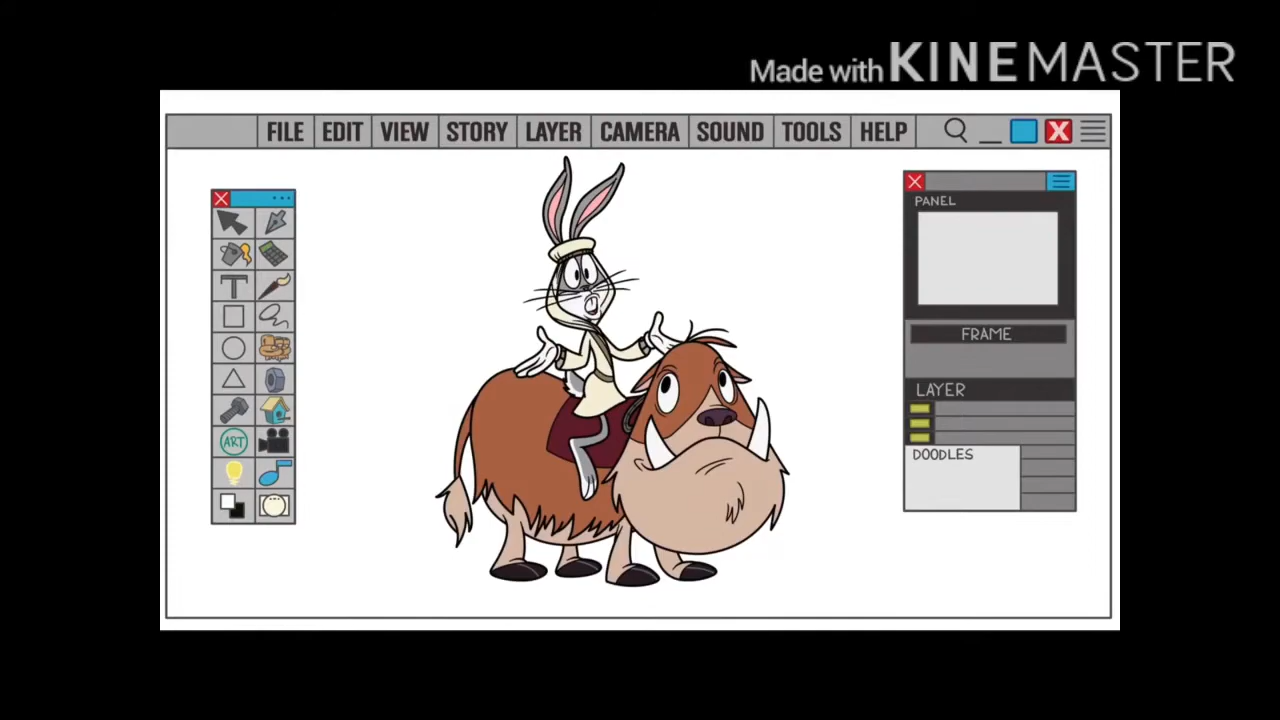 Made with KINEMASTER
FILE EDIT VIEW STORY LAYER CAMERA SOUND TOOLS HELP
T
ART
PANEL
FRAME
LAYER
DOODLES